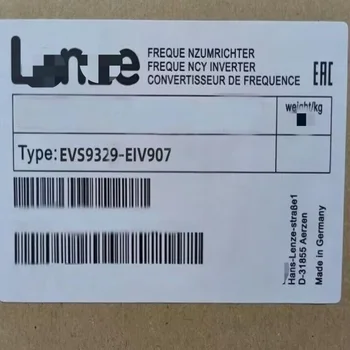 Lenze
FREQUE NZUMRICHTER
FREQUE NCY INVERTER
CONVERTISSEUR DE FREQUENCE
EAC
weight/kg
Type: EVS9329-EIV907
Hans-Lenze-straße1
D-31855 Aerzen
Made in Germany